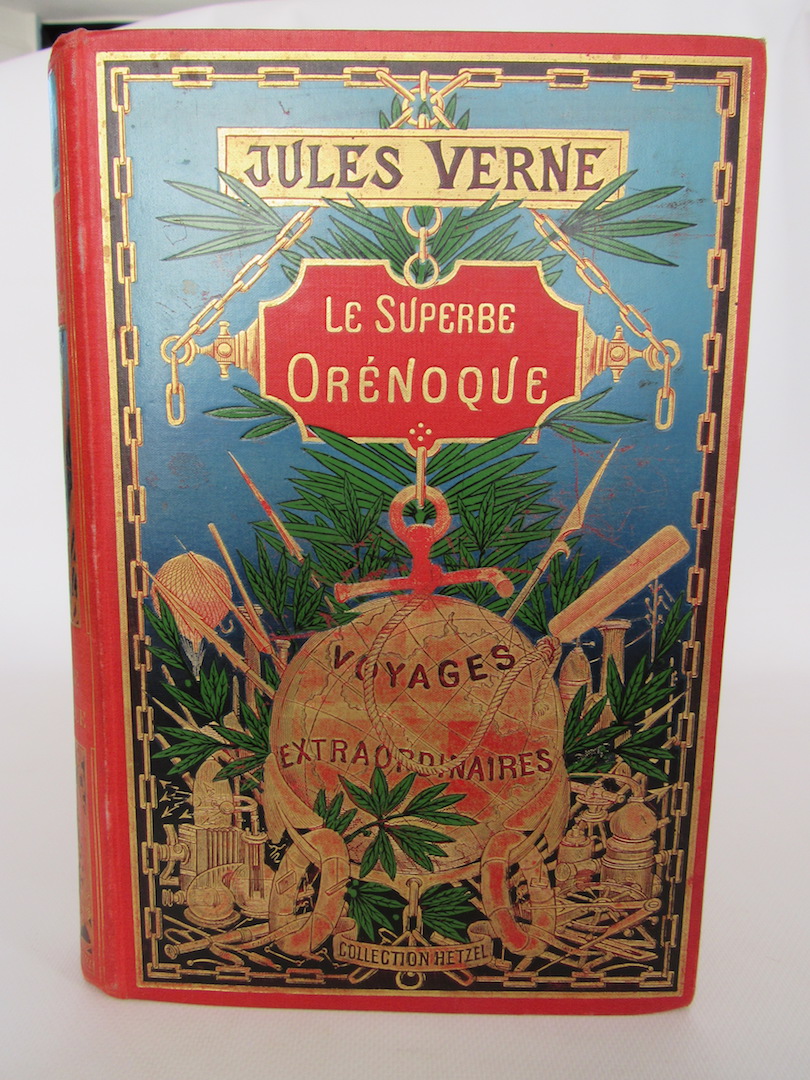 JULES VERNE
LE SUPERBE
ORÉNOQUE
VOYAGES
EXTRAORDINAIRES
COLLECTION HETZEL